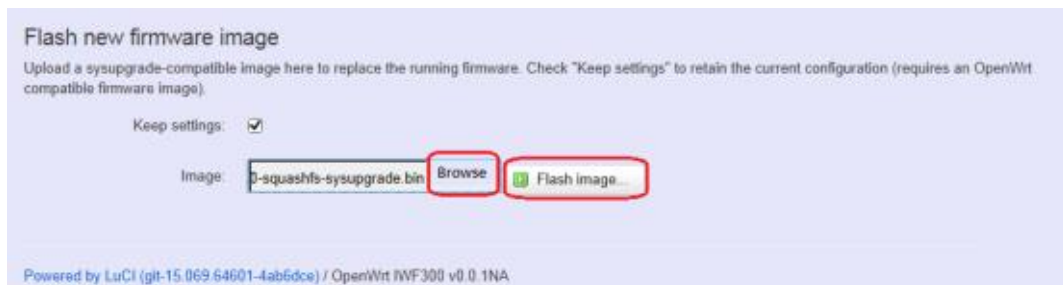 Flash new firmware image
Upload a sysupgrade-compatible image here to replace the running firmware. Check "Keep settings" to retain the current configuration (requires an OpenWrt
compatible firmware image).
Keep settings:
Image: 0-squashfs-sysupgrade.bin Browse Flash image...
Powered by LuCI (git-15.069.64601-4ab6dce) / OpenWrt IWF300 v0.0.1NA